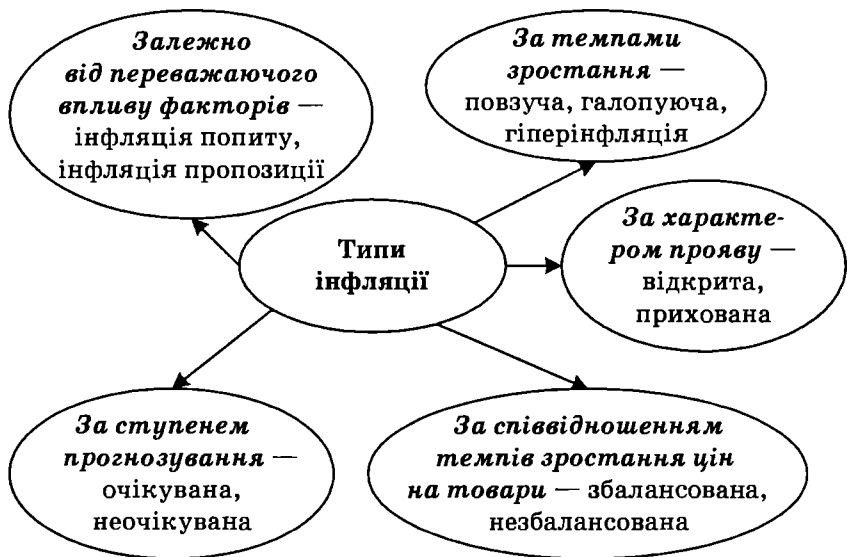 Залежно
від переважаючого
впливу факторів —
інфляція попиту,
інфляція пропозиції
За темпами
зростання —
повзуча, галопуюча,
гіперінфляція
Типи
інфляції
За характе-
ром прояву —
відкрита,
прихована
За ступенем
прогнозування —
очікувана,
неочікувана
За співвідношенням
темпів зростання цін
на товари — збалансована,
незбалансована